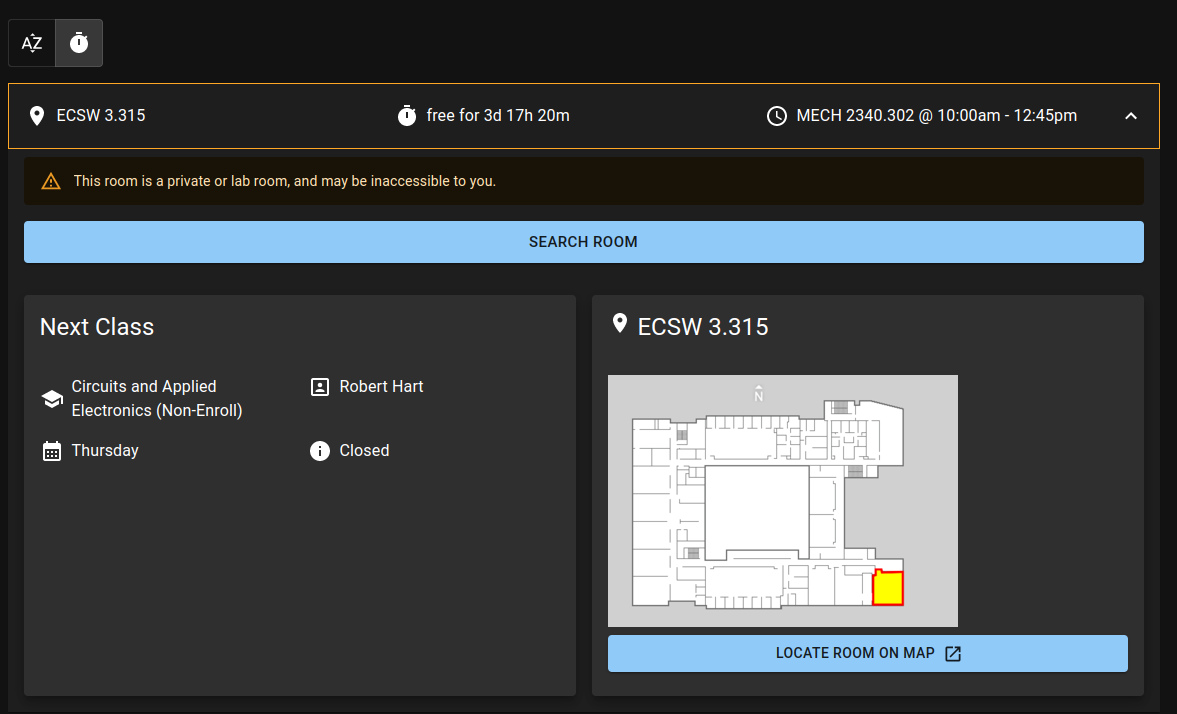 AZ
ECSW 3.315
free for 3d 17h 20m
MECH 2340.302 @ 10:00am - 12:45pm
This room is a private or lab room, and may be inaccessible to you.
SEARCH ROOM
Next Class
Circuits and Applied
Electronics (Non-Enroll)
Robert Hart
Thursday
Closed
ECSW 3.315
N
LOCATE ROOM ON MAP